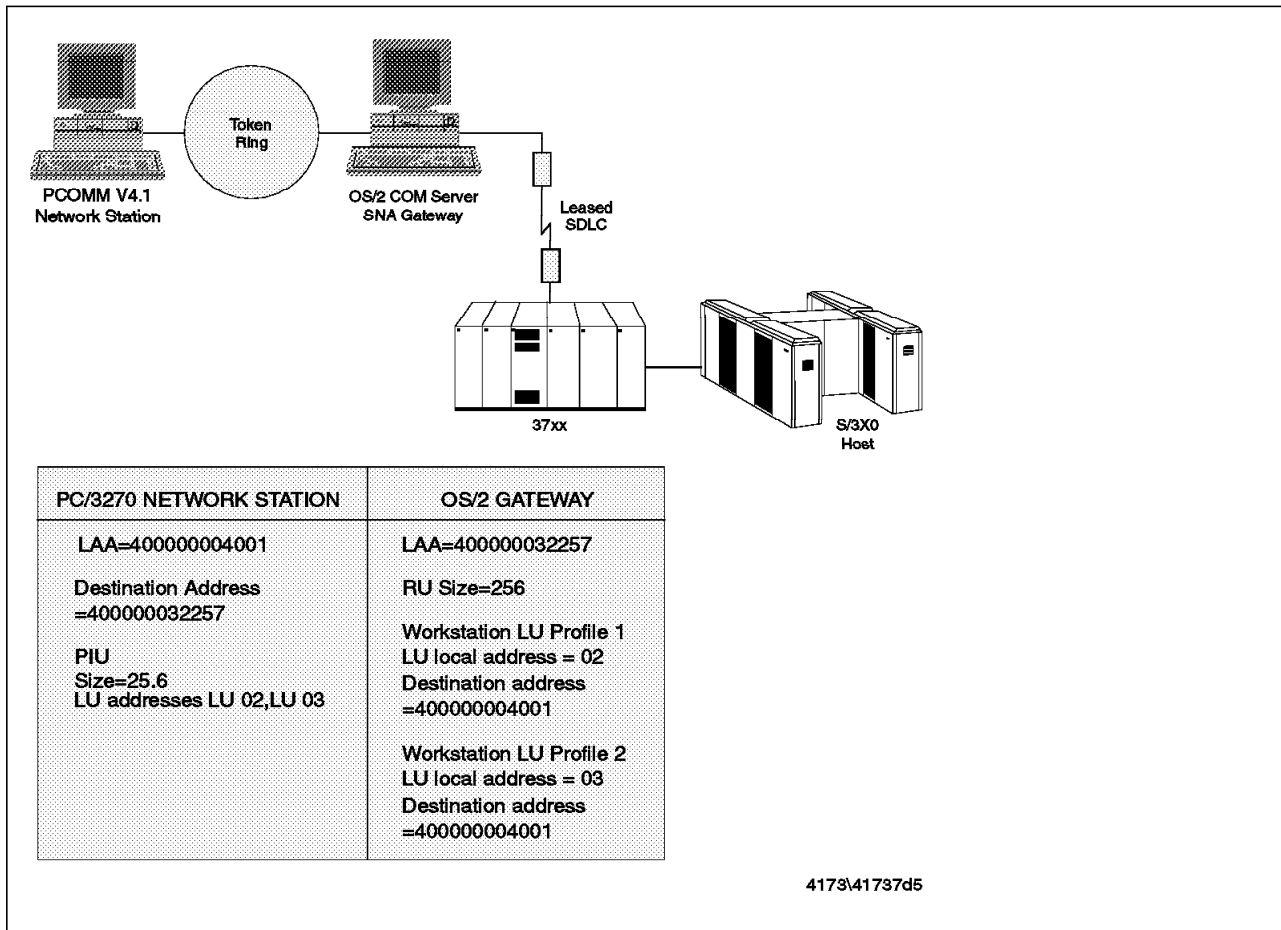 Token
Ring
PCOMM V4.1
Network Station
OS/2 COM Server
SNA Gateway
Leased
SDLC
37xx
S/3X0
Host
PC/3270 NETWORK STATION
LAA=400000004001
Destination Address
=400000032257
PIU
Size=25.6
LU addresses LU 02,LU 03
OS/2 GATEWAY
LAA=400000032257
RU Size=256
Workstation LU Profile 1
LU local address = 02
Destination address
=400000004001
Workstation LU Profile 2
LU local address = 03
Destination address
=400000004001
4173\41737d5